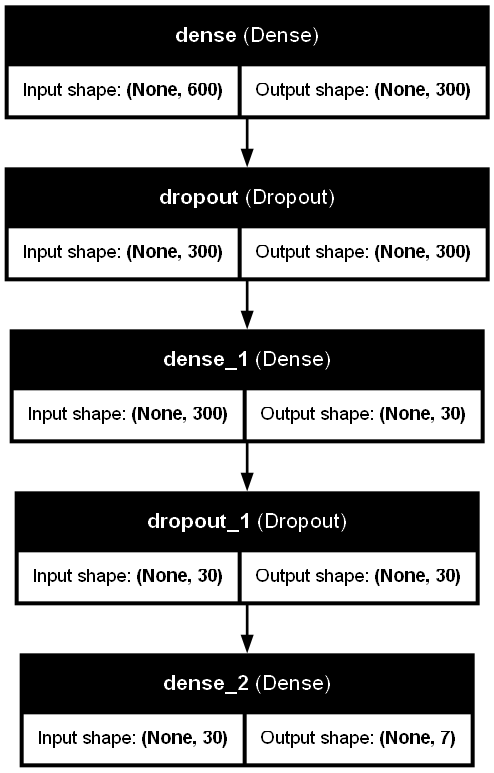 dense (Dense)
Input shape: (None, 600) Output shape: (None, 300)
dropout (Dropout)
Input shape: (None, 300) Output shape: (None, 300)
dense_1 (Dense)
Input shape: (None, 300) Output shape: (None, 30)
dropout_1 (Dropout)
Input shape: (None, 30) Output shape: (None, 30)
dense_2 (Dense)
Input shape: (None, 30) Output shape: (None, 7)